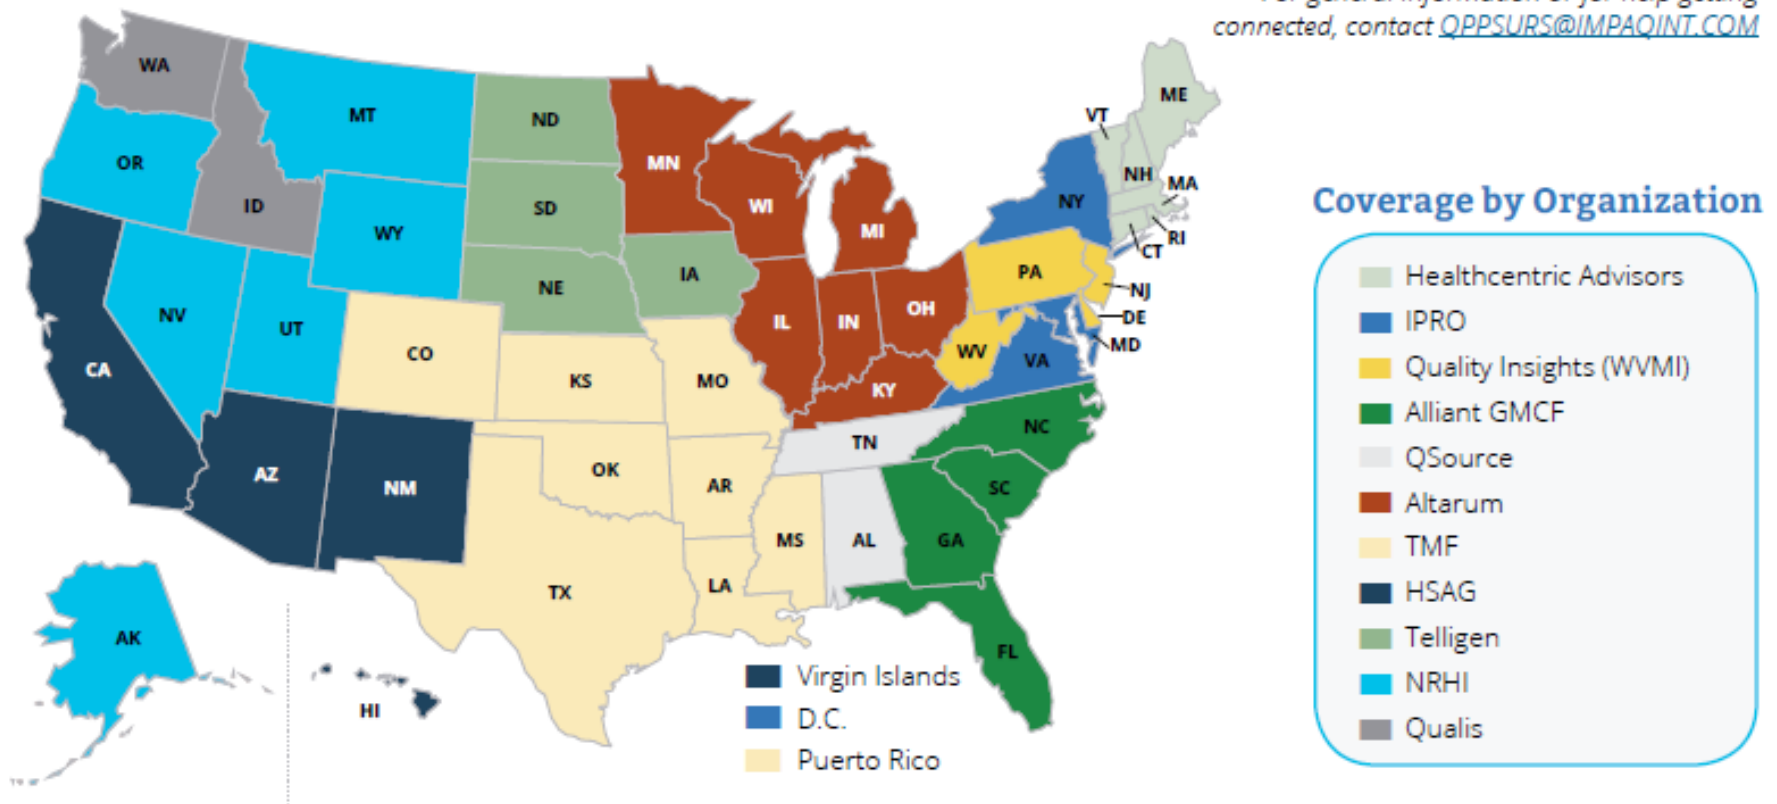 connected, contact QPPSURS@IMPAQINT.COM
WA
MT
ND
OR
MN
ID
SD
WI
WY
MI
ME
VT
NH
MA
NY
RI
CT
NE
IA
PA
NJ
NV
UT
IL
IN
OH
DE
MD
CO
WV
VA
CA
KS
MO
KY
NC
TN
AZ
NM
OK
AR
SC
MS
AL
GA
TX
LA
AK
FL
HI
Virgin Islands
D.C.
Puerto Rico
Coverage by Organization
Healthcentric Advisors
IPRO
Quality Insights (WVMI)
Alliant GMCF
QSource
Altarum
TMF
HSAG
Telligen
NRHI
Qualis